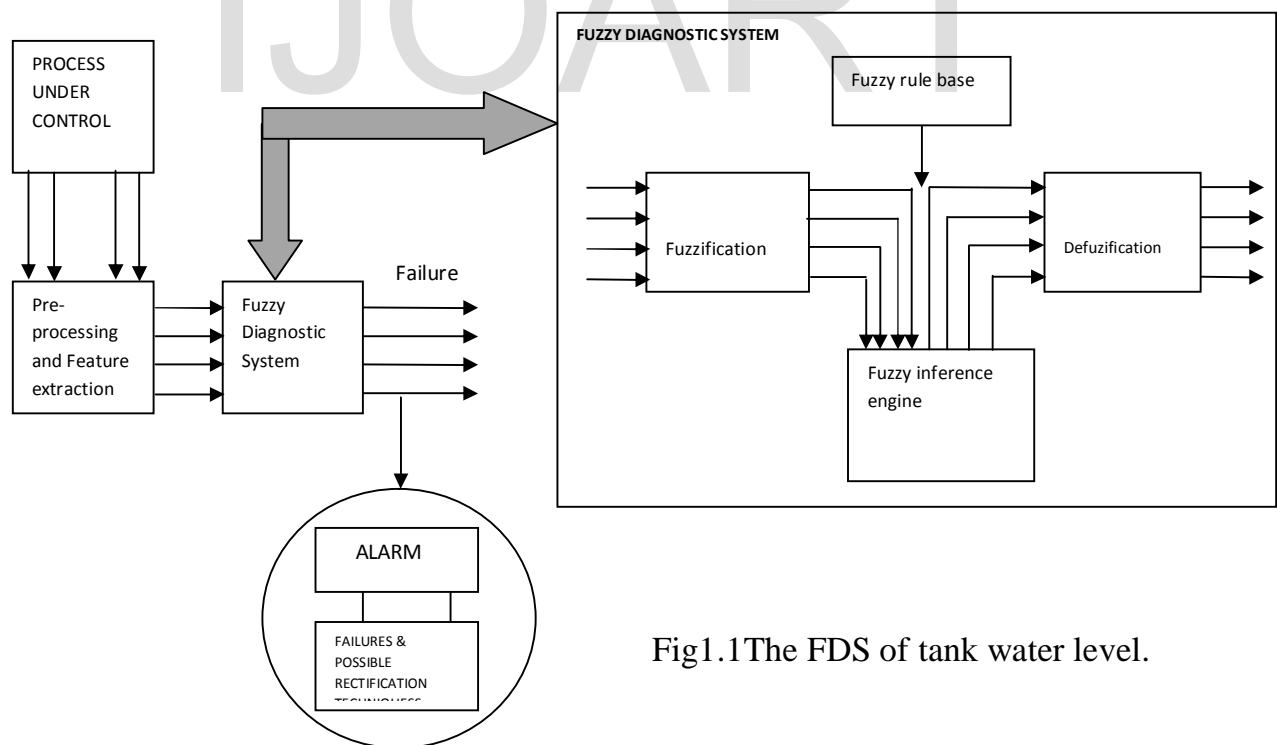 IJOART
FUZZY DIAGNOSTIC SYSTEM
PROCESS
UNDER
CONTROL
Fuzzy rule base
Fuzzification
Defuzification
Failure
Pre-
processing
and Feature
extraction
Fuzzy
Diagnostic
System
Fuzzy inference
engine
ALARM
FAILURES &
POSSIBLE
RECTIFICATION
TECHNIQUESS
Fig1.1The FDS of tank water level.